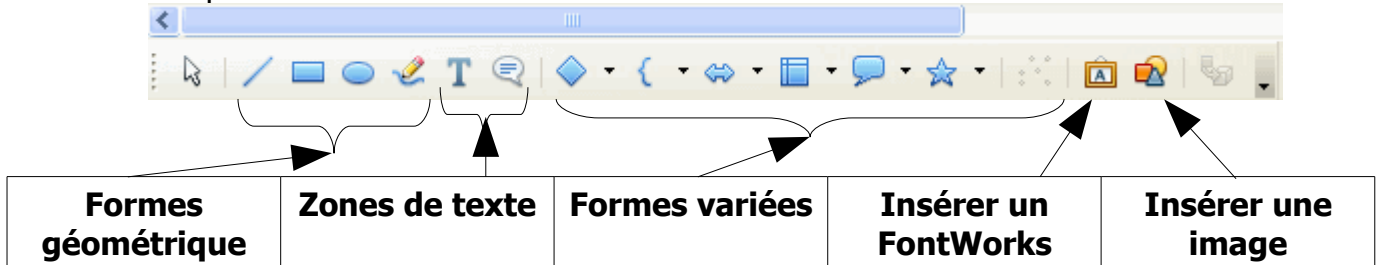 T
A
Formes géométrique
Zones de texte
Formes variées
Insérer un FontWorks
Insérer une image